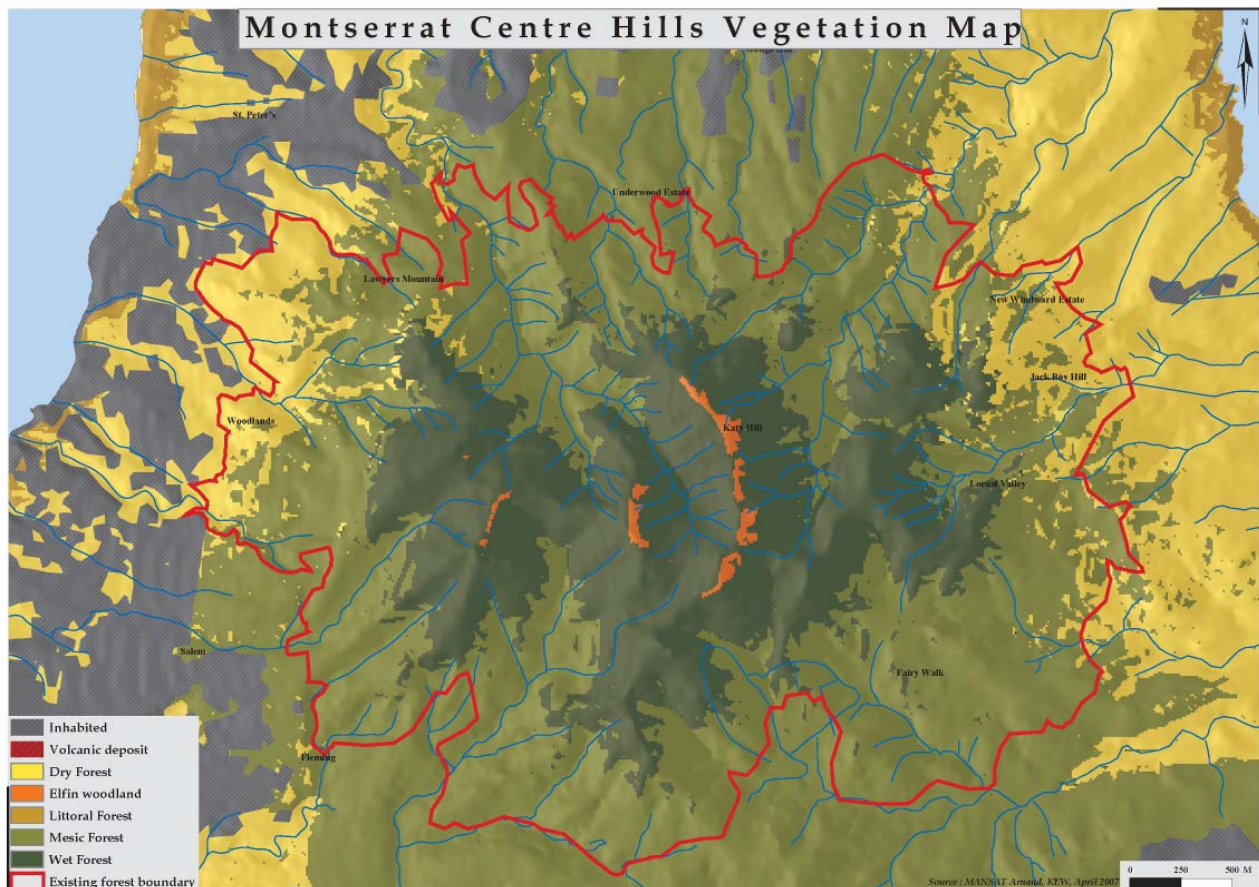 Montserrat Centre Hills Vegetation Map
N
St. Peter's
Underwood Estate
Lawyers Mountain
New Windward Estate
Jack Roy Hill
Woodlands
Katy Hill
Locust Valley
Salem
Fairy Walk
Fleming
Inhabited
Volcanic deposit
Dry Forest
Elfin woodland
Littoral Forest
Mesic Forest
Wet Forest
Existing forest boundary
0 250 500 M
Source : MANSAT Arnaud, KEW, April 2007